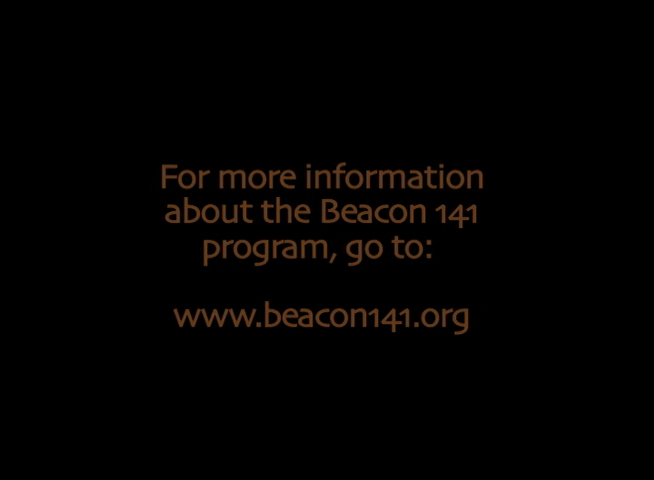 For more information
about the Beacon 141
program, go to:
www.beacon141.org